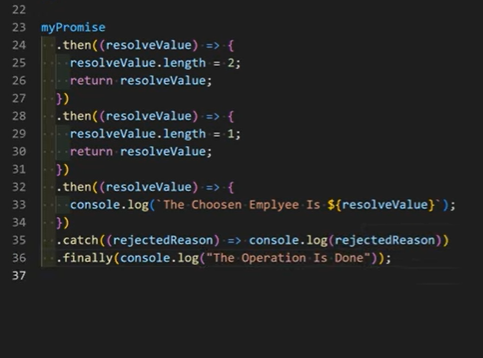 22
23 myPromise
24 .then((resolveValue) => {
25 resolveValue.length = 2;
26 return resolveValue;
27 })
28 .then((resolveValue) => {
29 resolveValue.length = 1;
30 return resolveValue;
31 })
32 .then((resolveValue) => {
33 console.log(`The Choosen Emplyee Is ${resolveValue}`);
34 })
35 .catch((rejectedReason) => console.log(rejectedReason))
36 .finally(console.log("The Operation Is Done"));
37